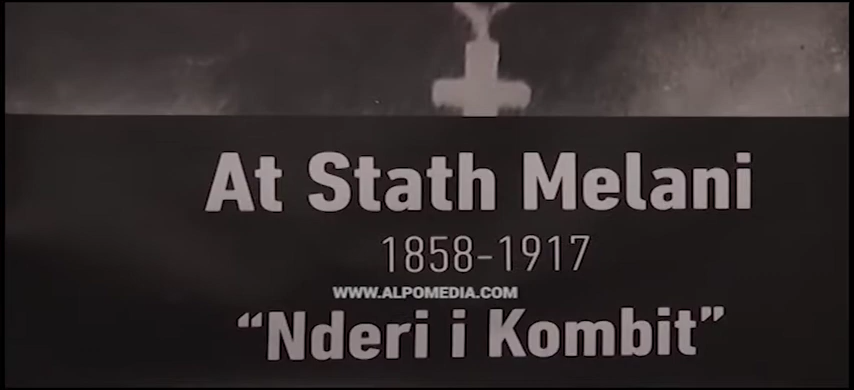 At Stath Melani
1858-1917
WWW.ALPOMEDIA.COM
“Nderi i Kombit”